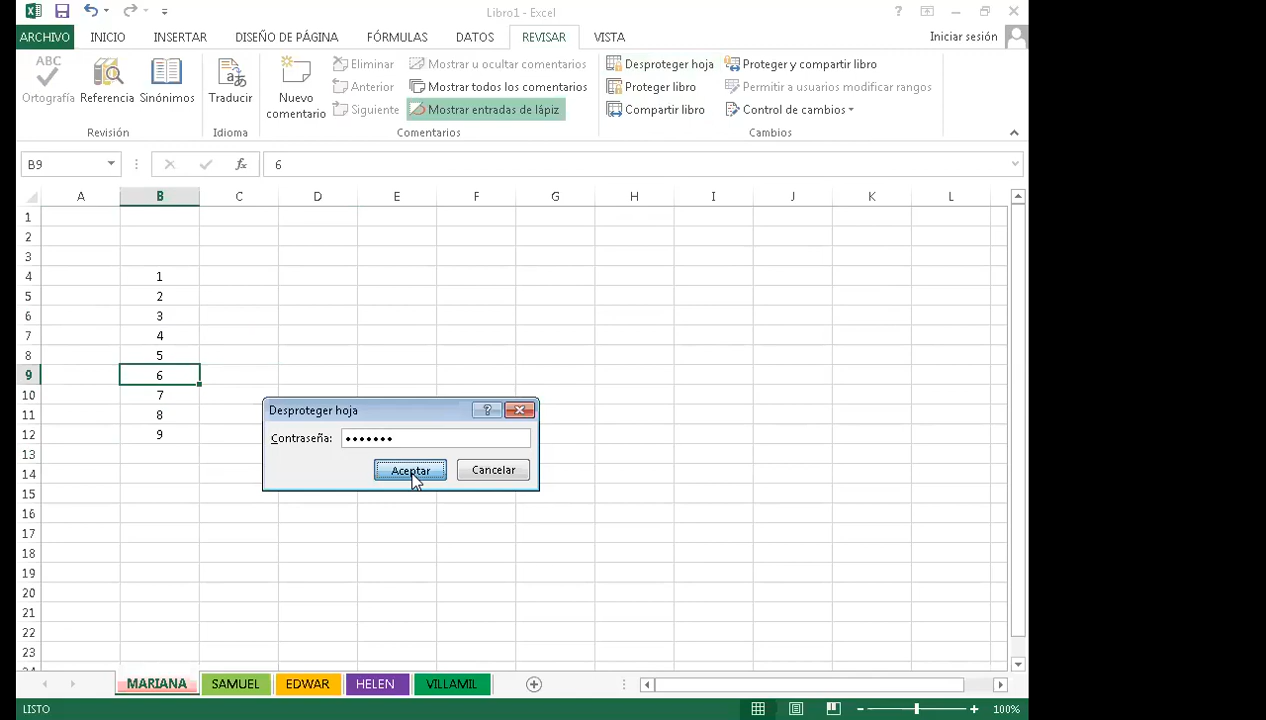 Libro1 - Excel
ARCHIVO INICIO INSERTAR DISEÑO DE PÁGINA FÓRMULAS DATOS REVISAR VISTA Iniciar sesión
ABC Ortografía
Referencia
Sinónimos
Revisión
Traducir
Idioma
Nuevo comentario
Eliminar
Anterior
Siguiente
Mostrar u ocultar comentarios
Mostrar todos los comentarios
Mostrar entradas de lápiz
Comentarios
Desproteger hoja
Proteger libro
Compartir libro
Proteger y compartir libro
Permitir a usuarios modificar rangos
Control de cambios
Cambios
B9 fx 6
A B C D E F G H I J K L
1
2
3
4 1
5 2
6 3
7 4
8 5
9 6
10 7
11 8
12 9
13
14
15
16
17
18
19
20
21
22
23
Desproteger hoja ?
Contraseña: •••••••
Aceptar Cancelar
MARIANA SAMUEL EDWAR HELEN VILLAMIL
LISTO 100%